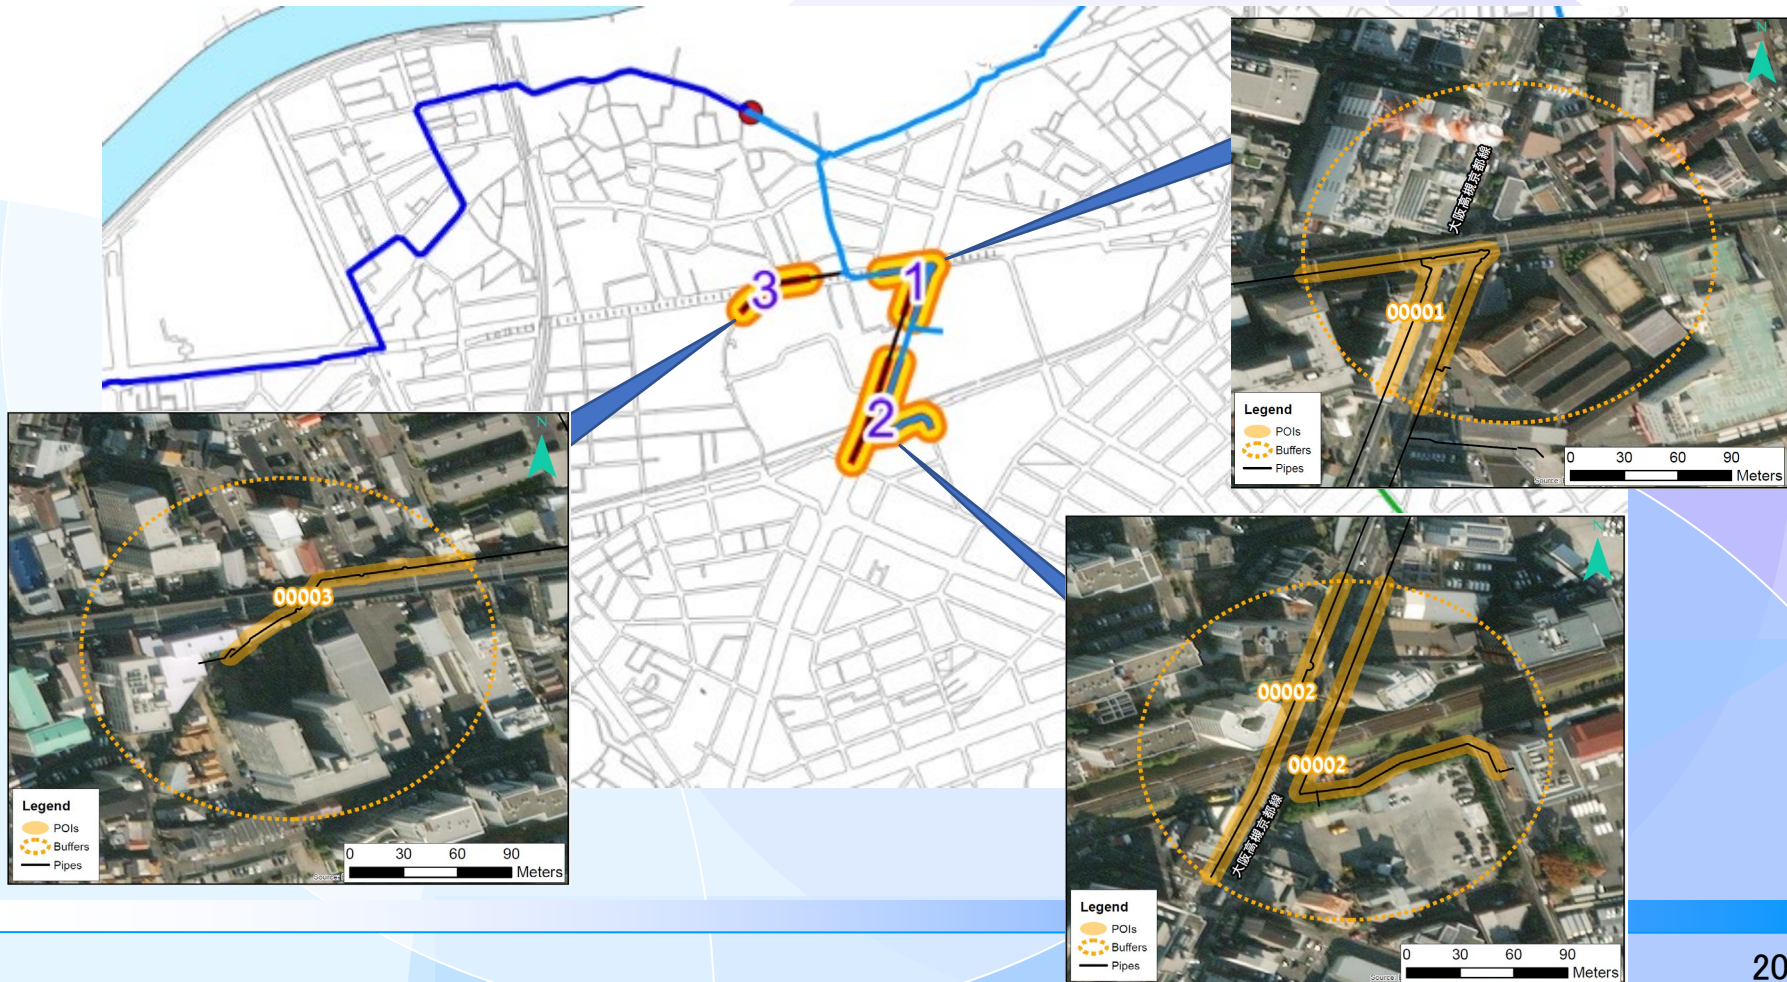 3
1
2
N
大阪高槻京都線
00001
Legend
POIs
Buffers
Pipes
0 30 60 90
Meters
N
00003
Legend
POIs
Buffers
Pipes
0 30 60 90
Meters
N
00002
00002
大阪高槻京都線
Legend
POIs
Buffers
Pipes
0 30 60 90
Meters
20